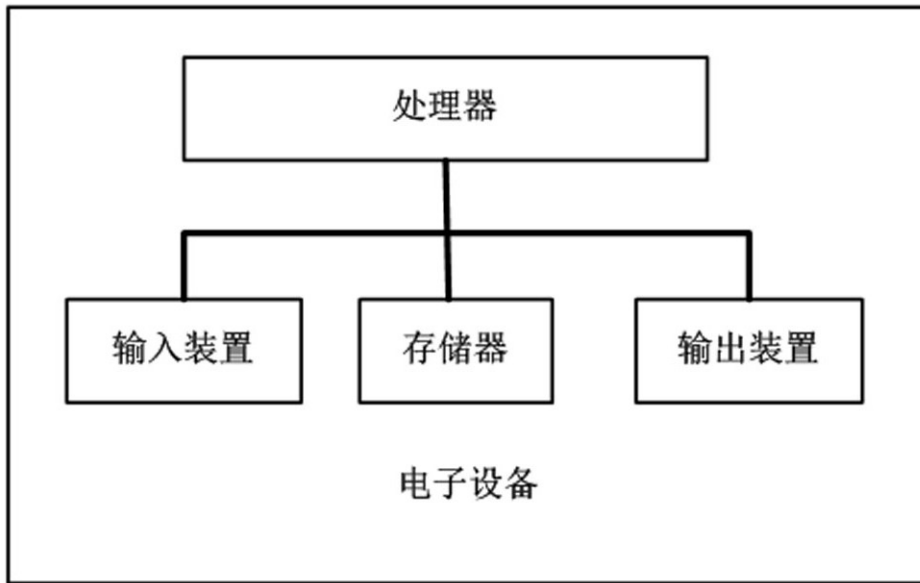 处理器
输入装置
存储器
输出装置
电子设备